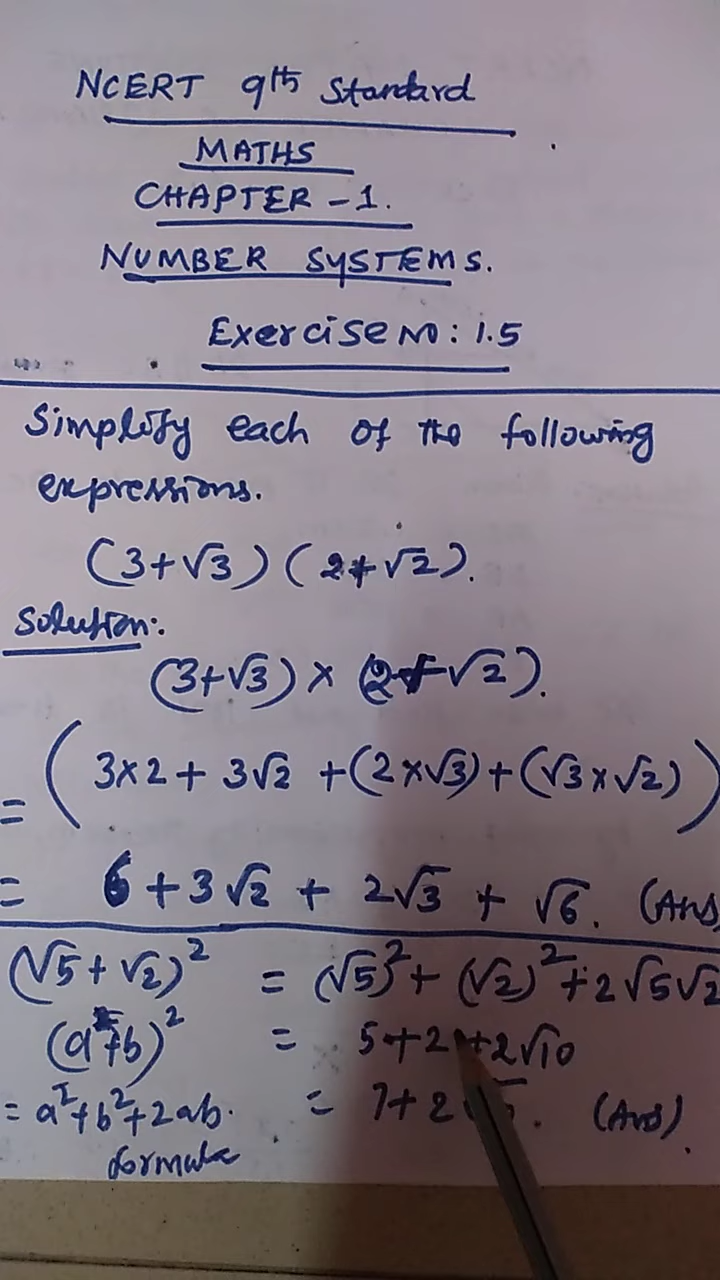 NCERT 9th Standard
MATHS
CHAPTER - 1.
NUMBER SYSTEMS.
Exercise NO: 1.5
Simplify each of the following
expressions.
(3+√3) (2+√2).
Solution:
(3+√3) × (2+√2).
= (3×2 + 3√2 + (2×√3) + (√3×√2))
= 6 + 3√2 + 2√3 + √6. (Ans)
(√5 + √2)² = (√5)² + (√2)² + 2√5√2
(a+b)² = 5+2+2√10
= a²+b²+2ab. = 7+2√ . (Ans).
formula